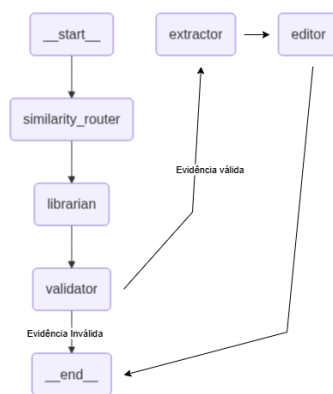 __start__
extractor
editor
similarity_router
Evidência válida
librarian
validator
Evidência Inválida
__end__